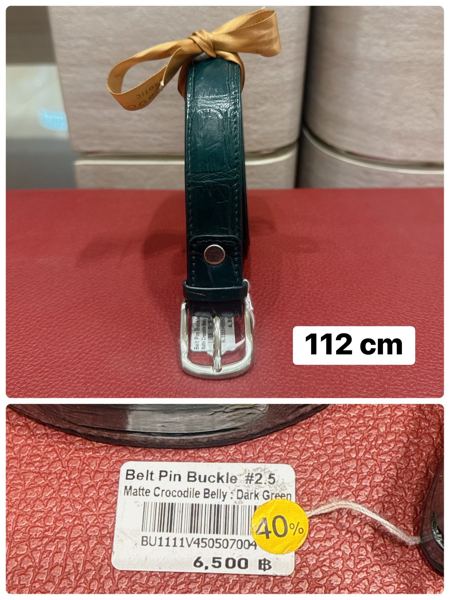 112 cm
Belt Pin Buckle #2.5
Matte Crocodile Belly : Dark Green
40%
BU1111V450507004
6,500 ฿